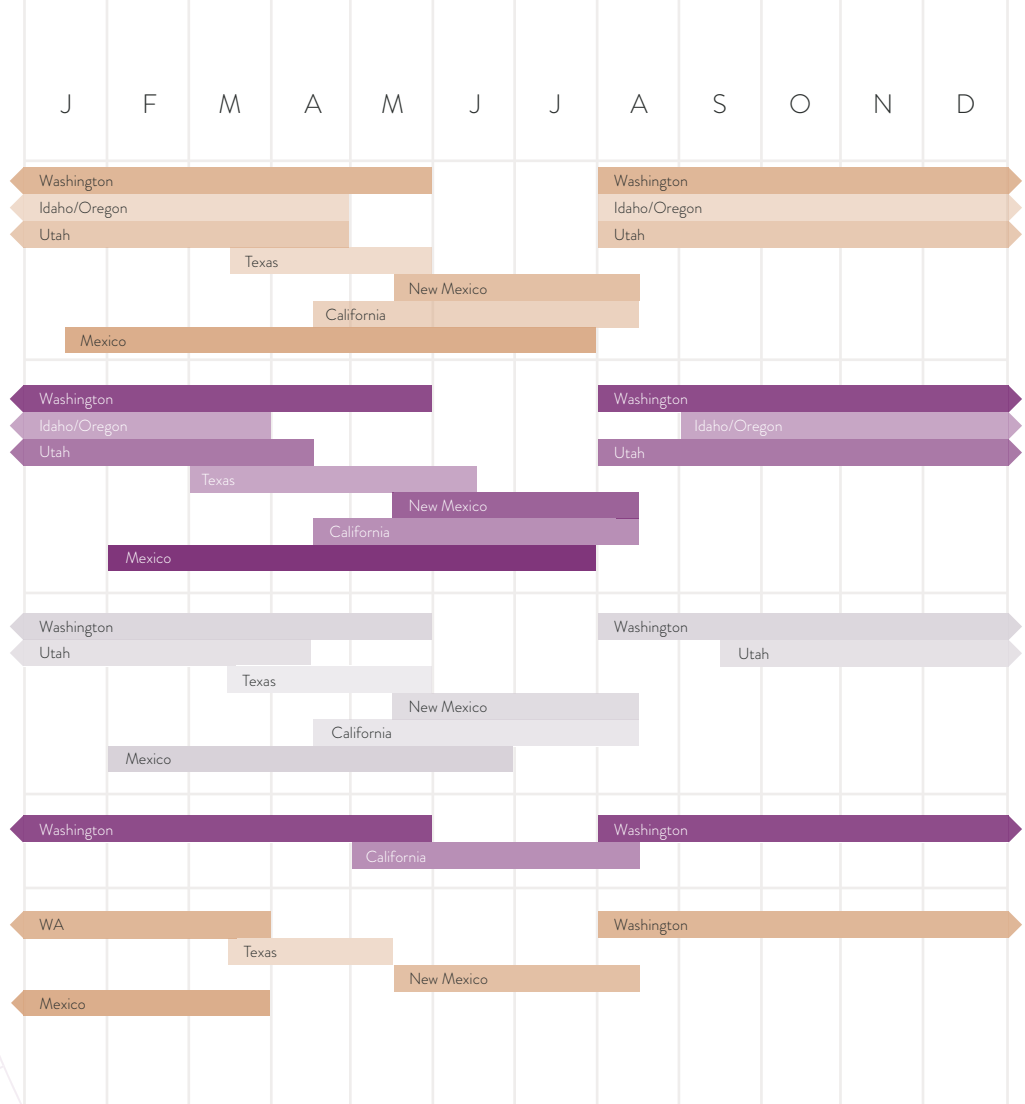 J F M A M J J A S O N D
Washington Washington
Idaho/Oregon Idaho/Oregon
Utah Utah
Texas
New Mexico
California
Mexico
Washington Washington
Idaho/Oregon Idaho/Oregon
Utah Utah
Texas
New Mexico
California
Mexico
Washington Washington
Utah Utah
Texas
New Mexico
California
Mexico
Washington Washington
California
WA Washington
Texas
New Mexico
Mexico